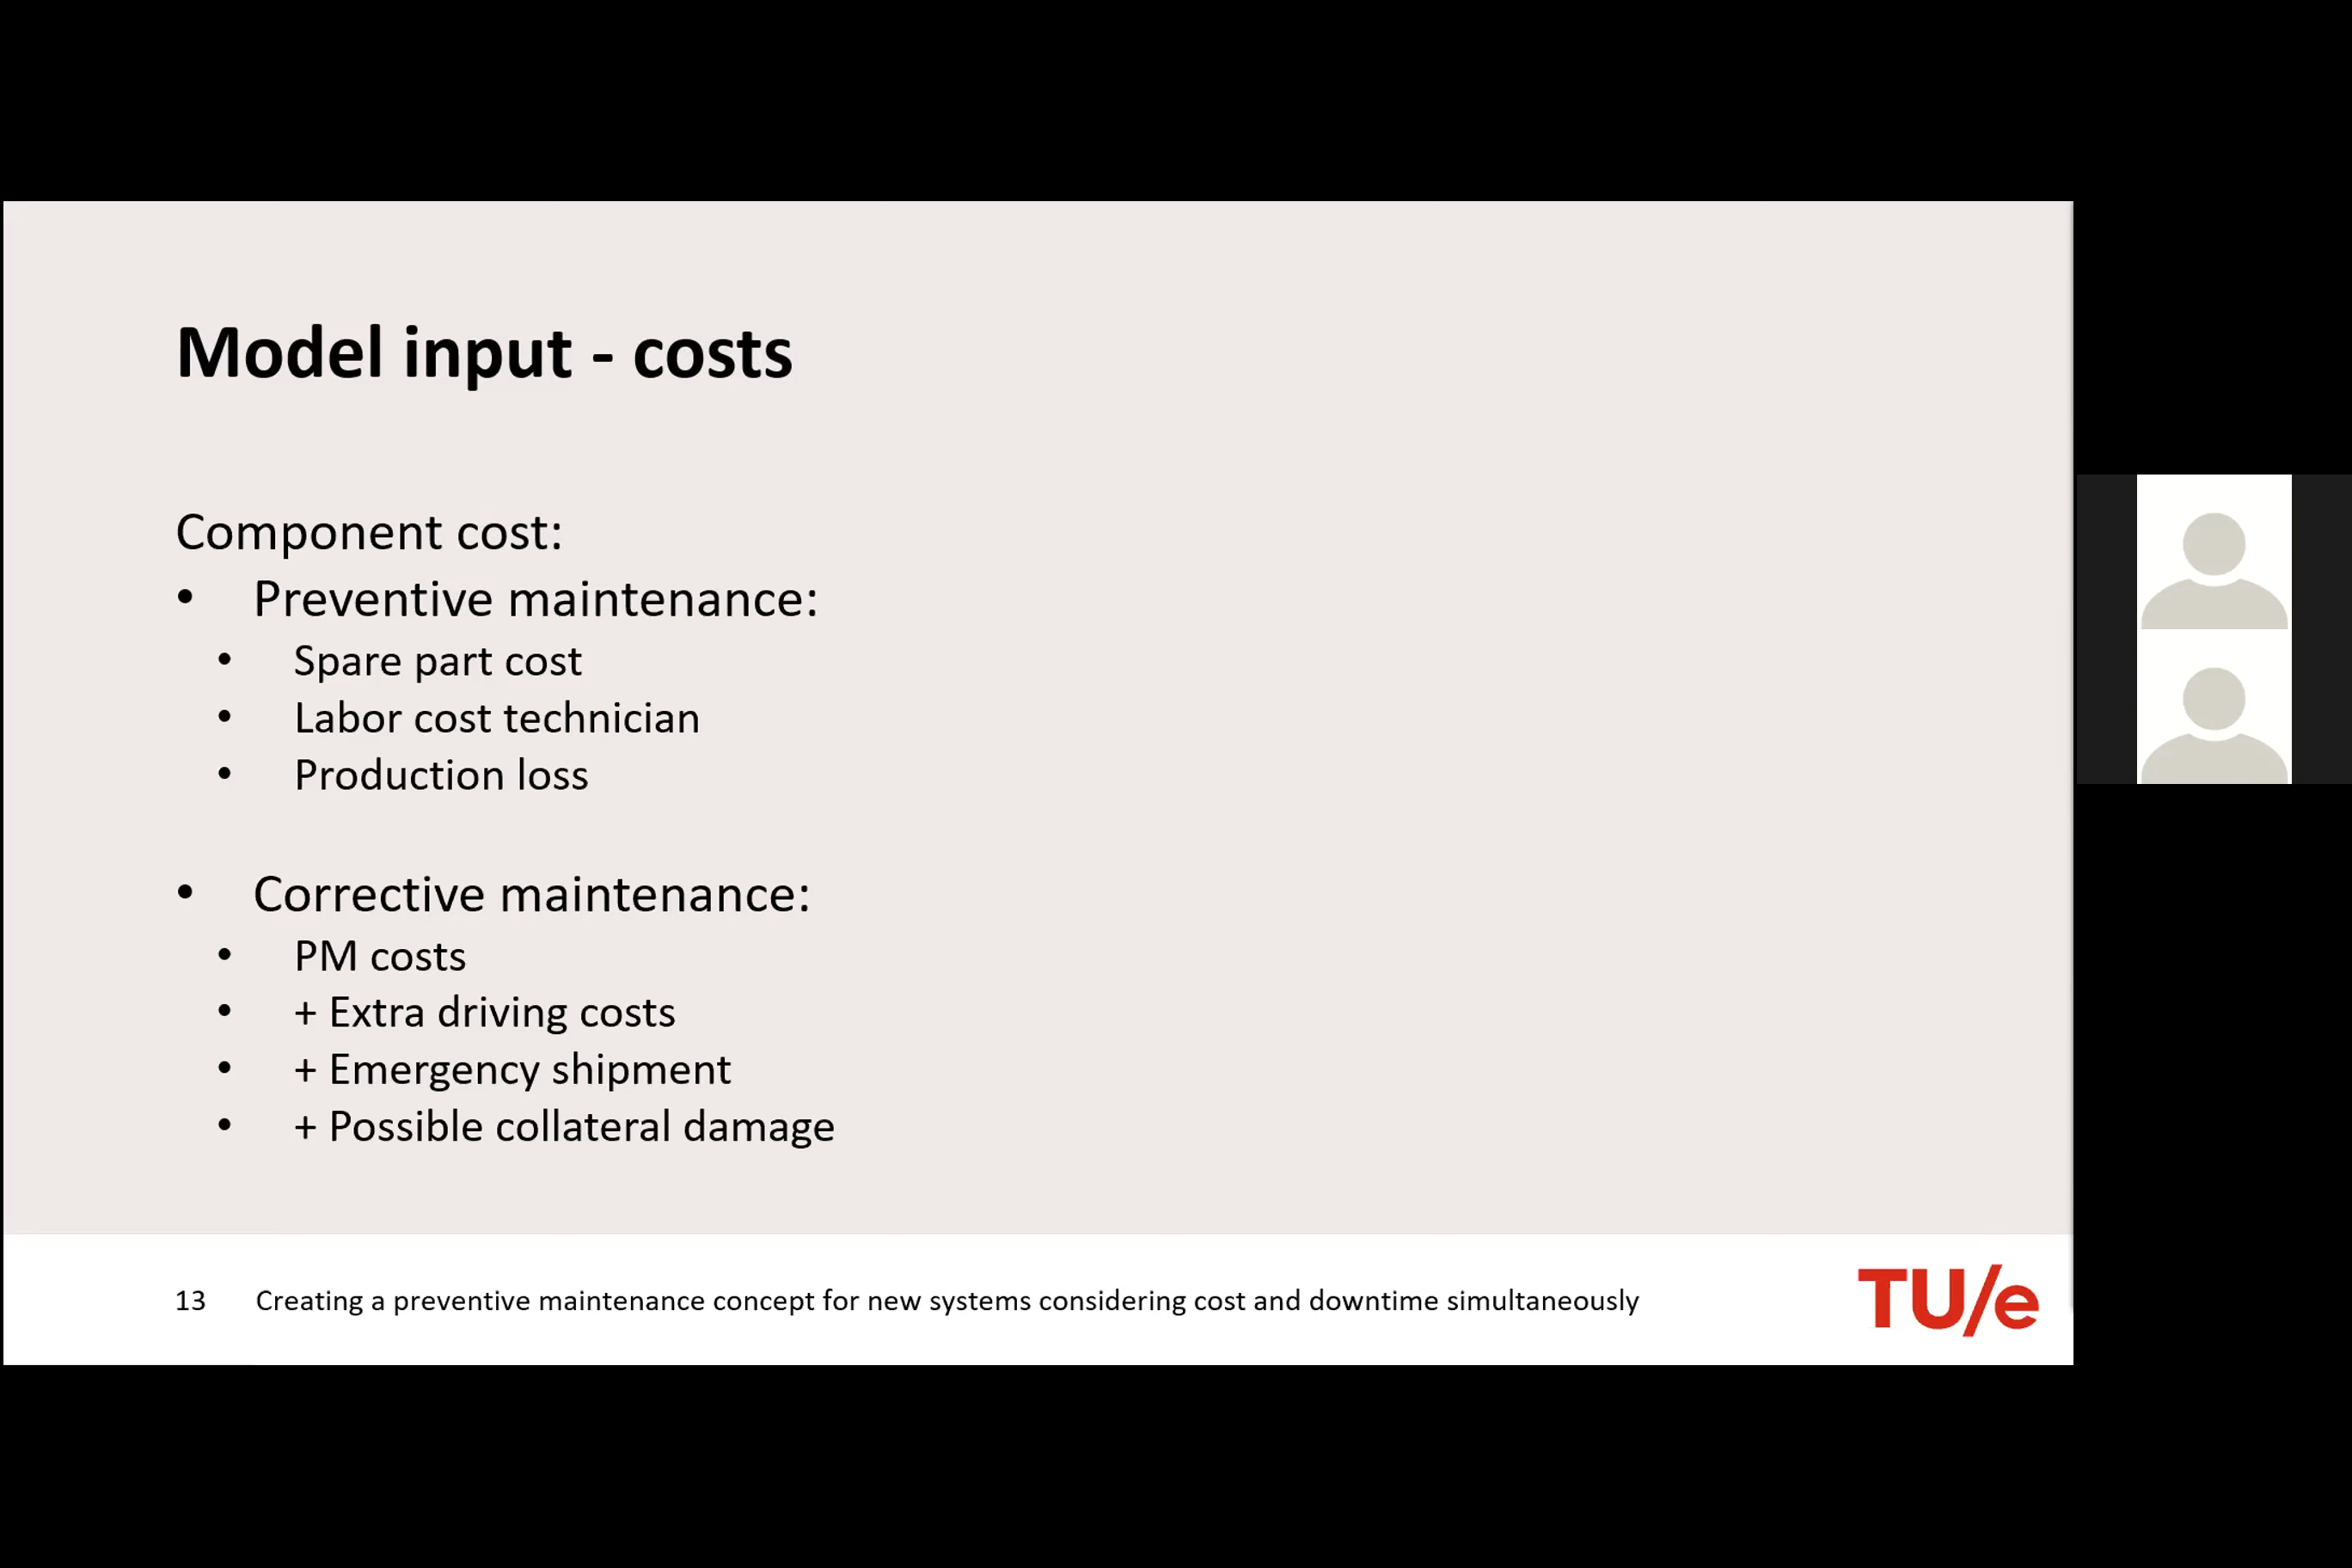 Model input - costs
Component cost:
• Preventive maintenance:
• Spare part cost
• Labor cost technician
• Production loss
• Corrective maintenance:
• PM costs
• + Extra driving costs
• + Emergency shipment
• + Possible collateral damage
13 Creating a preventive maintenance concept for new systems considering cost and downtime simultaneously
TU/e